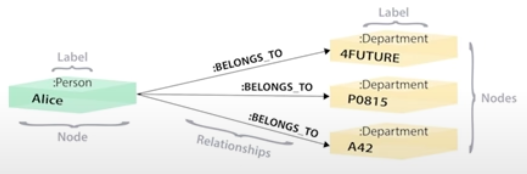 Label
:Person
Alice
Node
:BELONGS_TO
:BELONGS_TO
:BELONGS_TO
Relationships
Label
:Department
4FUTURE
:Department
P0815
:Department
A42
Nodes